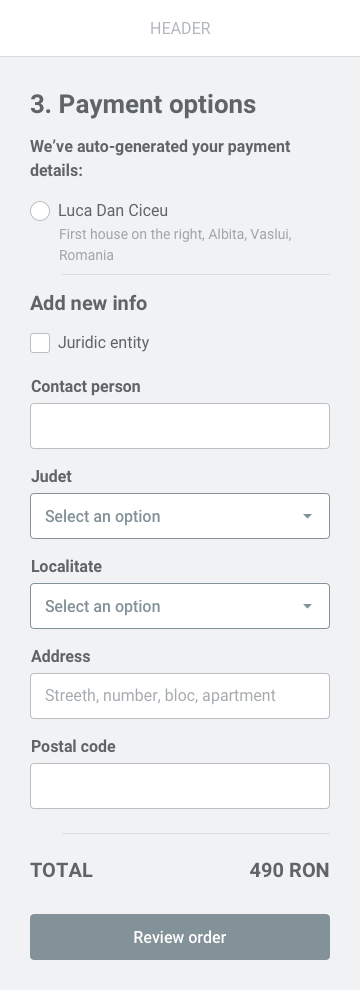 HEADER
3. Payment options
We've auto-generated your payment
details:
Luca Dan Ciceu
First house on the right, Albita, Vaslui,
Romania
Add new info
Juridic entity
Contact person
Judet
Select an option
Localitate
Select an option
Address
Streeth, number, bloc, apartment
Postal code
TOTAL 490 RON
Review order